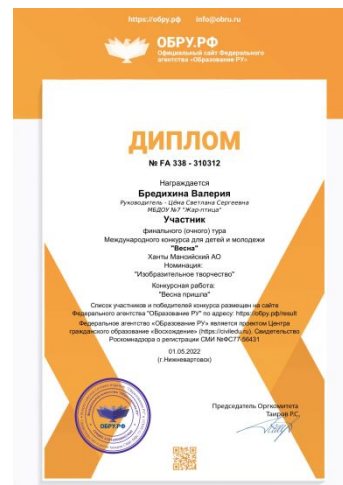 https://обру.рф info@obru.ru
ОБРУ.РФ
Официальный сайт Федерального
агентства «Образование РУ»
ДИПЛОМ
№ FA 338 - 310312
Награждается
Бредихина Валерия
Руководитель - Цёма Светлана Сергеевна
МБДОУ №7 "Жар-птица"
Участник
финального (очного) тура
Международного конкурса для детей и молодежи
"Весна"
Ханты Мансийский АО
Номинация:
"Изобразительное творчество"
Конкурсная работа:
"Весна пришла"
Список участников и победителей конкурса размещен на сайте
Федерального агентства "Образование РУ" по адресу: https://обру.рф/result
Федеральное агентство «Образование РУ» является проектом Центра
гражданского образование «Восхождение» (https://civiledu.ru). Свидетельство
Роскомнадзора о регистрации СМИ №ФС77-56431
01.05.2022
(г.Нижневартовск)
Председатель Оргкомитета
Таиров Р.С.
ОБРУ.РФ